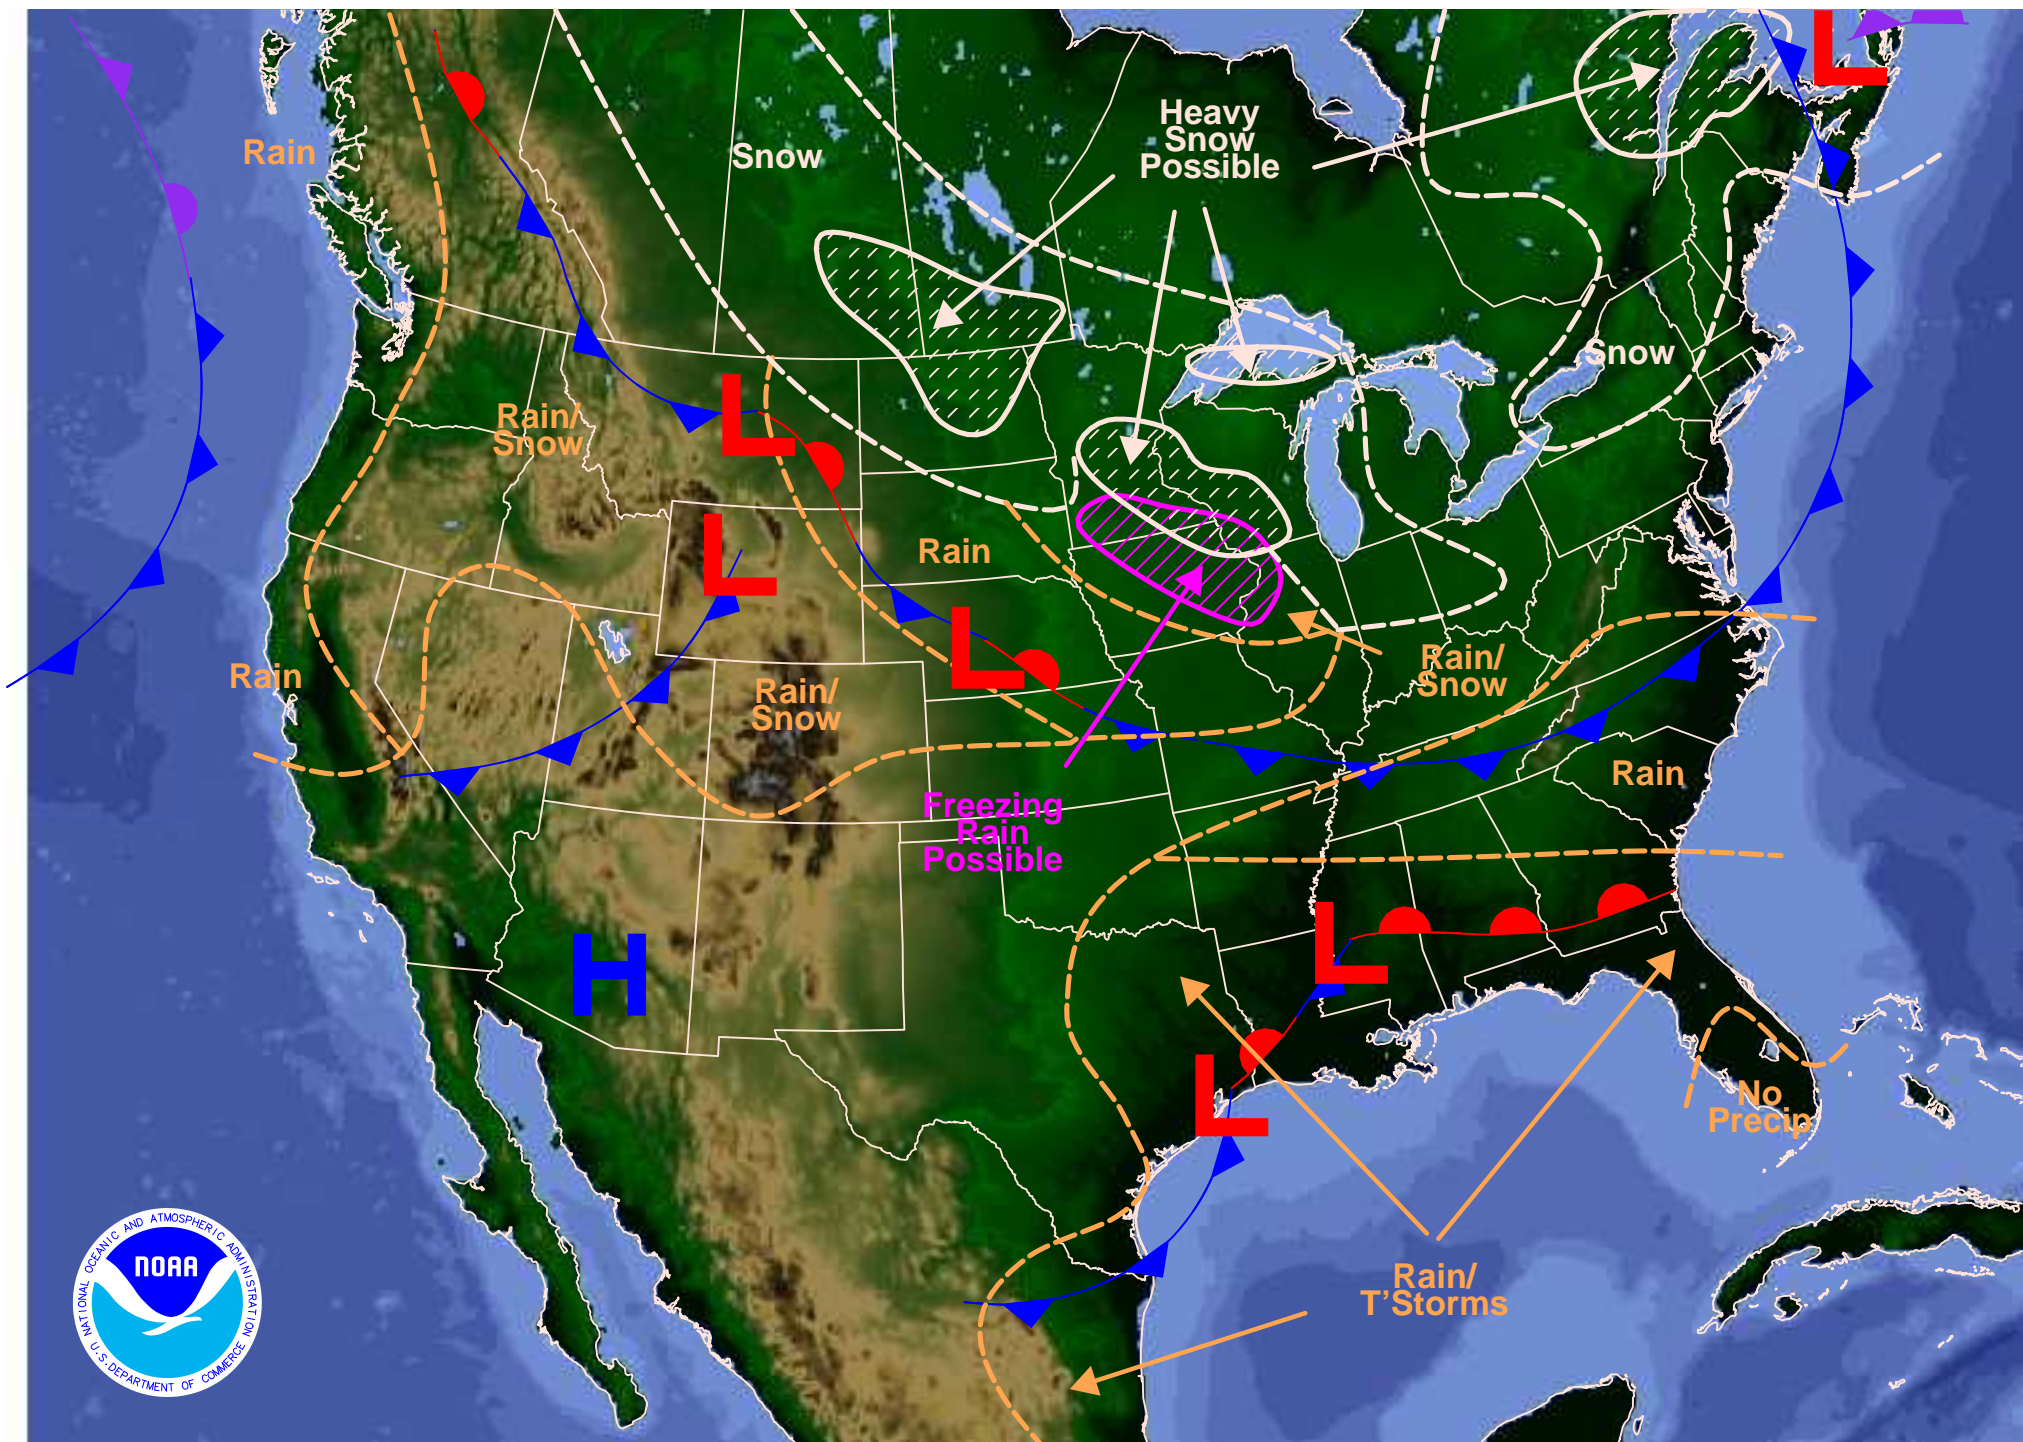 Heavy
Snow
Possible
Rain
Snow
Snow
Rain/
Snow
Rain
Rain
Rain/
Snow
Rain/
Snow
Rain
Freezing
Rain
Possible
L
L
L
L
L
L
H
No
Precip
Rain/
T'Storms
NOAA
NATIONAL OCEANIC AND ATMOSPHERIC ADMINISTRATION
U.S. DEPARTMENT OF COMMERCE